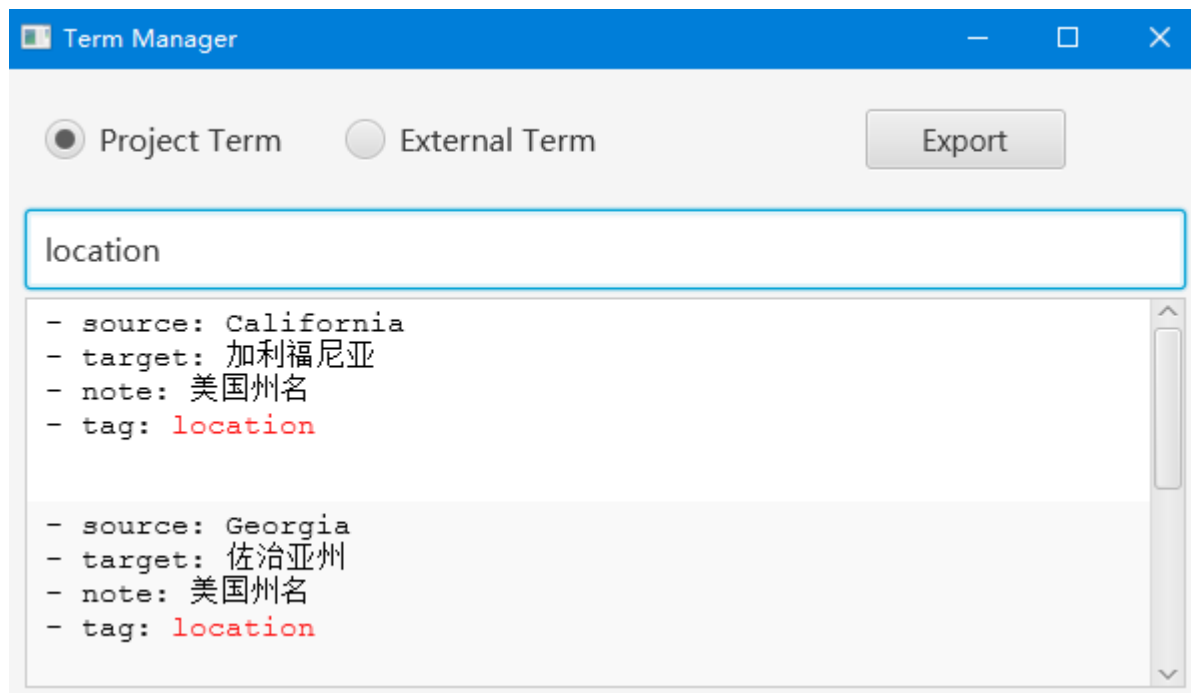 Term Manager
Project Term External Term Export
location
- source: California
- target: 加利福尼亚
- note: 美国州名
- tag: location
- source: Georgia
- target: 佐治亚州
- note: 美国州名
- tag: location